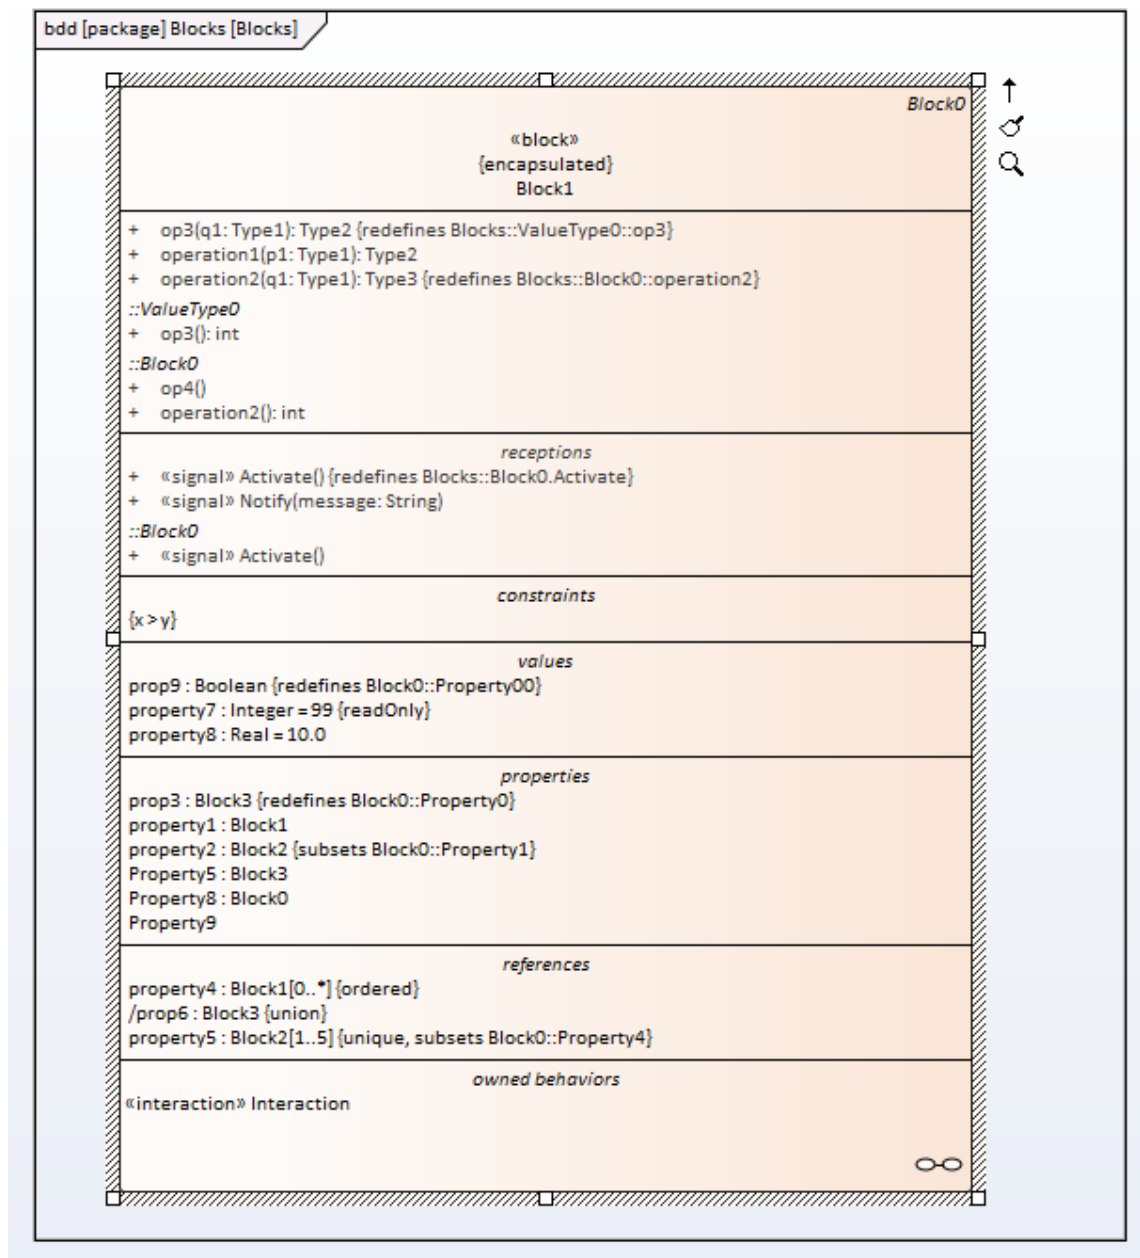 bdd [package] Blocks [Blocks]
Block0
«block»
{encapsulated}
Block1
+ op3(q1: Type1): Type2 {redefines Blocks::ValueType0::op3}
+ operation1(p1: Type1): Type2
+ operation2(q1: Type1): Type3 {redefines Blocks::Block0::operation2}
::ValueType0
+ op3(): int
::Block0
+ op4()
+ operation2(): int
receptions
+ «signal» Activate() {redefines Blocks::Block0.Activate}
+ «signal» Notify(message: String)
::Block0
+ «signal» Activate()
constraints
{x > y}
values
prop9 : Boolean {redefines Block0::Property00}
property7 : Integer = 99 {readOnly}
property8 : Real = 10.0
properties
prop3 : Block3 {redefines Block0::Property0}
property1 : Block1
property2 : Block2 {subsets Block0::Property1}
Property5 : Block3
Property8 : Block0
Property9
references
property4 : Block1[0..*] {ordered}
/prop6 : Block3 {union}
property5 : Block2[1..5] {unique, subsets Block0::Property4}
owned behaviors
«interaction» Interaction